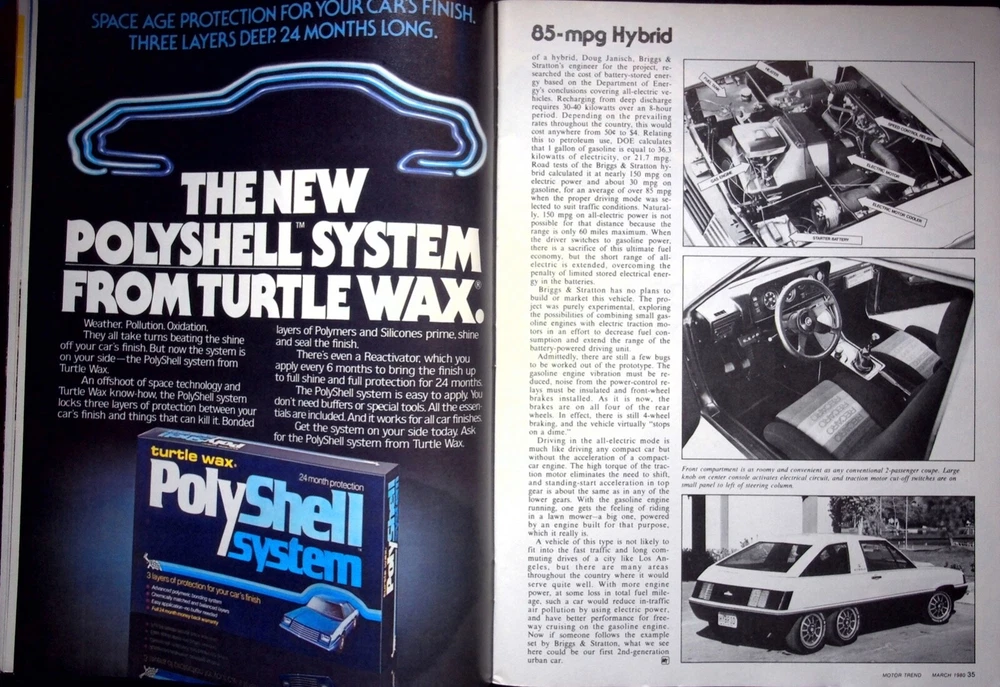 SPACE AGE PROTECTION FOR YOUR CAR'S FINISH.
THREE LAYERS DEEP. 24 MONTHS LONG.
THE NEW
POLYSHELL™ SYSTEM
FROM TURTLE WAX.®
Weather. Pollution. Oxidation.
They all take turns beating the shine
off your car's finish. But now the system is
on your side—the PolyShell system from
Turtle Wax.
An offshoot of space technology and
Turtle Wax know-how, the PolyShell system
locks three layers of protection between your
car's finish and things that can kill it. Bonded
layers of Polymers and Silicones prime, shine
and seal the finish.
There's even a Reactivator, which you
apply every 6 months to bring the finish up
to full shine and full protection for 24 months.
The PolyShell system is easy to apply. You
don't need buffers or special tools. All the essen-
tials are included. And it works for all car finishes.
Get the system on your side today. Ask
for the PolyShell system from Turtle Wax.
turtle wax.
24 month protection
PolyShell
system
3 layers of protection for your car's finish
Advanced polymeric bonding system
Chemically matched and balanced layers
Easy application-no buffer needed
Full 24 month money back warranty
85-mpg Hybrid
of a hybrid, Doug Janisch, Briggs &
Stratton's engineer for the project, re-
searched the cost of battery-stored ener-
gy based on the Department of Ener-
gy's conclusions covering all-electric ve-
hicles. Recharging from deep discharge
requires 30-40 kilowatts over an 8-hour
period. Depending on the prevailing
rates throughout the country, this would
cost anywhere from 50¢ to $4. Relating
this to petroleum use, DOE calculates
that 1 gallon of gasoline is equal to 36.3
kilowatts of electricity, or 21.7 mpg.
Road tests of the Briggs & Stratton hy-
brid calculated it at nearly 150 mpg on
electric power and about 30 mpg on
gasoline, for an average of over 85 mpg
when the proper driving mode was se-
lected to suit traffic conditions. Natural-
ly, 150 mpg on all-electric power is not
possible for that distance because the
range is only 60 miles maximum. When
the driver switches to gasoline power,
there is a sacrifice of this ultimate fuel
economy, but the short range of all-
electric is extended, overcoming the
penalty of limited stored electrical ener-
gy in the batteries.
Briggs & Stratton has no plans to
build or market this vehicle. The pro-
ject was purely experimental, exploring
the possibilities of combining small gas-
oline engines with electric traction mo-
tors in an effort to decrease fuel con-
sumption and extend the range of the
battery-powered driving unit.
Admittedly, there are still a few bugs
to be worked out of the prototype. The
gasoline engine vibration must be re-
duced, noise from the power-control re-
lays must be insulated and front-wheel
brakes installed. As it is now, the
brakes are on all four of the rear
wheels. In effect, there is still 4-wheel
braking, and the vehicle virtually "stops
on a dime."
Driving in the all-electric mode is
much like driving any compact car but
without the acceleration of a compact-
car engine. The high torque of the trac-
tion motor eliminates the need to shift,
and standing-start acceleration in top
gear is about the same as in any of the
lower gears. With the gasoline engine
running, one gets the feeling of riding
in a lawn mower—a big one, powered
by an engine built for that purpose,
which it really is.
A vehicle of this type is not likely to
fit into the fast traffic and long com-
muting drives of a city like Los An-
geles, but there are many areas
throughout the country where it would
serve quite well. With more engine
power, at some loss in total fuel mile-
age, such a car would reduce in-traffic
air pollution by using electric power,
and have better performance for free-
way cruising on the gasoline engine.
Now if someone follows the example
set by Briggs & Stratton, what we see
here could be our first 2nd-generation
urban car.
SPEED CONTROL RELAYS
GAS ENGINE
ELECTRIC MOTOR
ELECTRIC MOTOR COOLER
STARTER BATTERY
Front compartment is as roomy and convenient as any conventional 2-passenger coupe. Large
knob on center console activates electrical circuit, and traction motor cut-off switches are on
small panel to left of steering column.
MOTOR TREND MARCH 1980 35